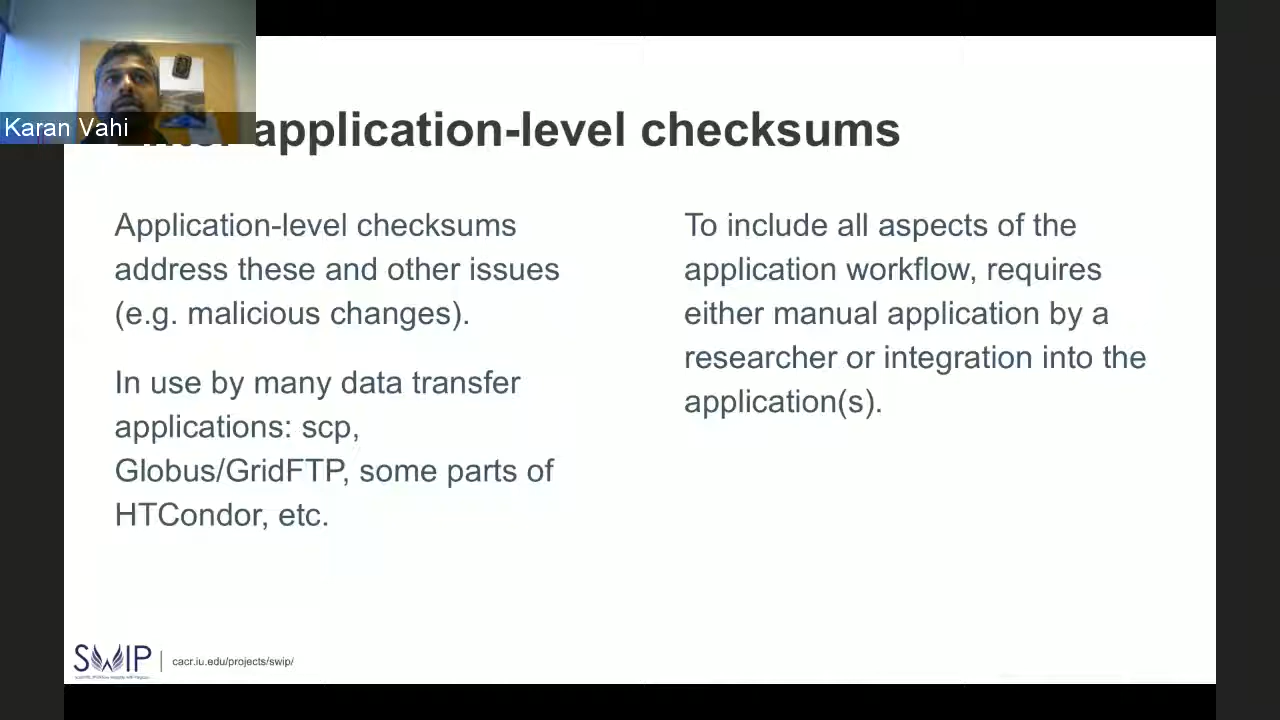 Karan Vahi
Enter application-level checksums
Application-level checksums
address these and other issues
(e.g. malicious changes).
In use by many data transfer
applications: scp,
Globus/GridFTP, some parts of
HTCondor, etc.
To include all aspects of the
application workflow, requires
either manual application by a
researcher or integration into the
application(s).
SWIP
cacr.iu.edu/projects/swip/